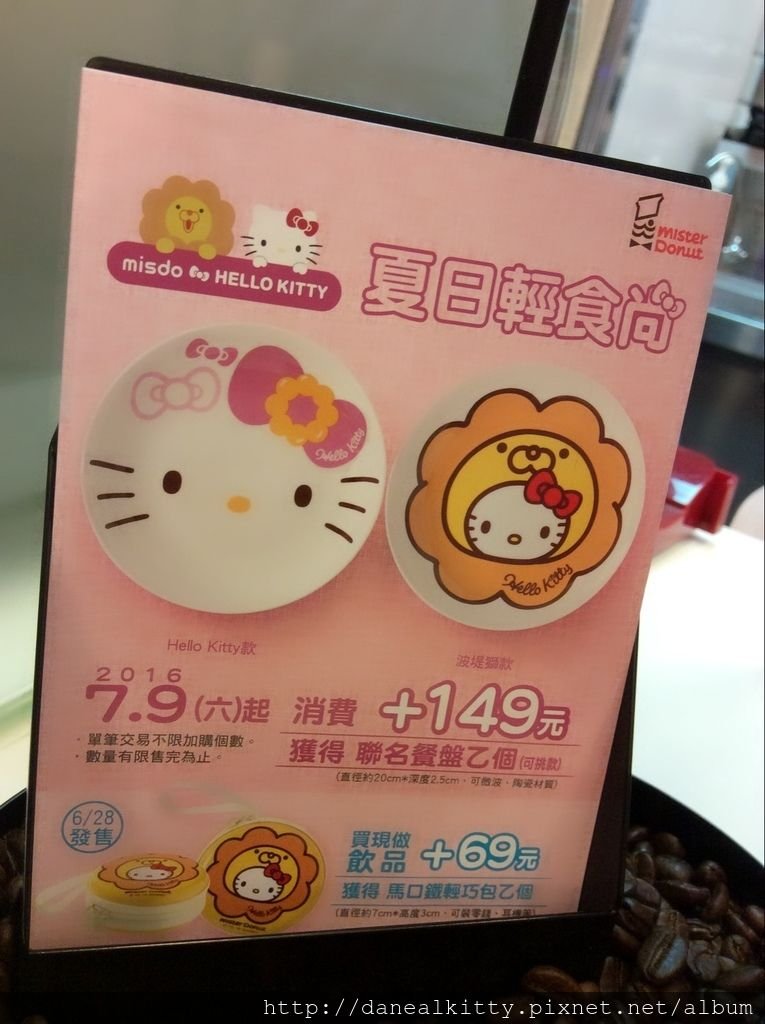 mister
Donut
misdo HELLO KITTY
夏日輕食尚
Hello Kitty
Hello Kitty
Hello Kitty款
波堤獅款
2016
7.9(六)起
消費 +149元
獲得 聯名餐盤乙個(可挑款)
(直徑約20cm*深度2.5cm、可微波、陶瓷材質)
·單筆交易不限加購個數。
·數量有限售完為止。
6/28
發售
Hello Kitty
mister Donut
買現做
飲品 +69元
獲得 馬口鐵輕巧包乙個
(直徑約7cm*高度3cm、可裝零錢、耳機等)
http://danealkitty.pixnet.net/album